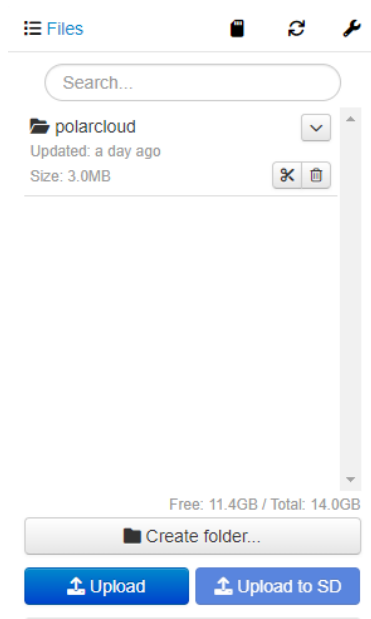 Files
Search...
polarcloud
Updated: a day ago
Size: 3.0MB
Free: 11.4GB / Total: 14.0GB
Create folder...
Upload
Upload to SD